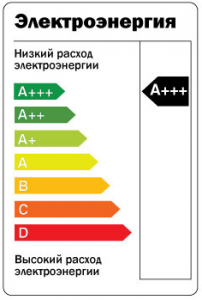 Электроэнергия
Низкий расход
электроэнергии
A+++
A+++
A++
A+
A
B
C
D
Высокий расход
электроэнергии